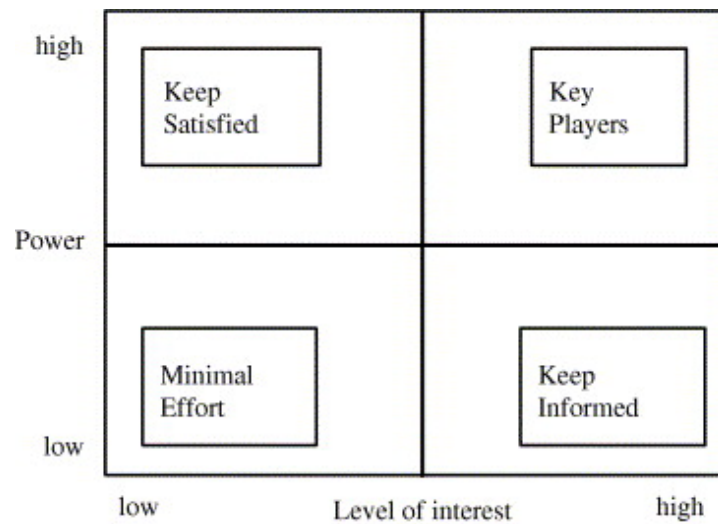 high
Keep
Satisfied
Key
Players
Power
Minimal
Effort
Keep
Informed
low
low
Level of interest
high